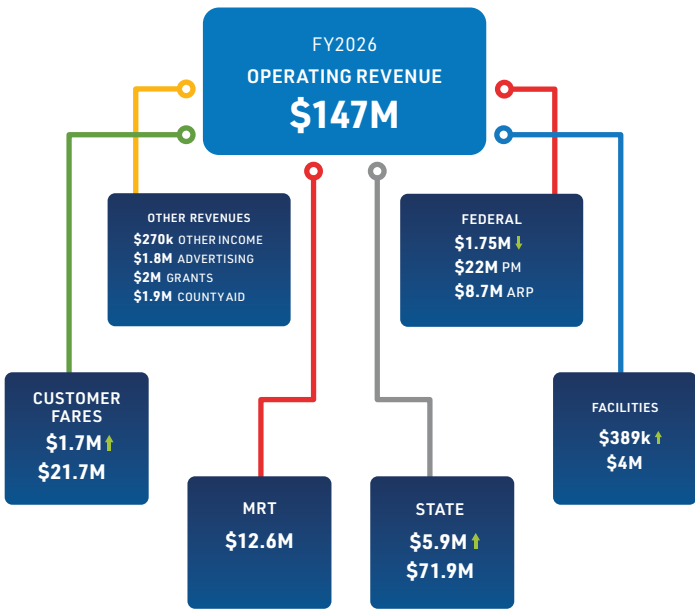 FY2026
OPERATING REVENUE
$147M
OTHER REVENUES
$270k OTHER INCOME
$1.8M ADVERTISING
$2M GRANTS
$1.9M COUNTY AID
FEDERAL
$1.75M ↓
$22M PM
$8.7M ARP
CUSTOMER
FARES
$1.7M ↑
$21.7M
MRT
$12.6M
STATE
$5.9M ↑
$71.9M
FACILITIES
$389k ↑
$4M